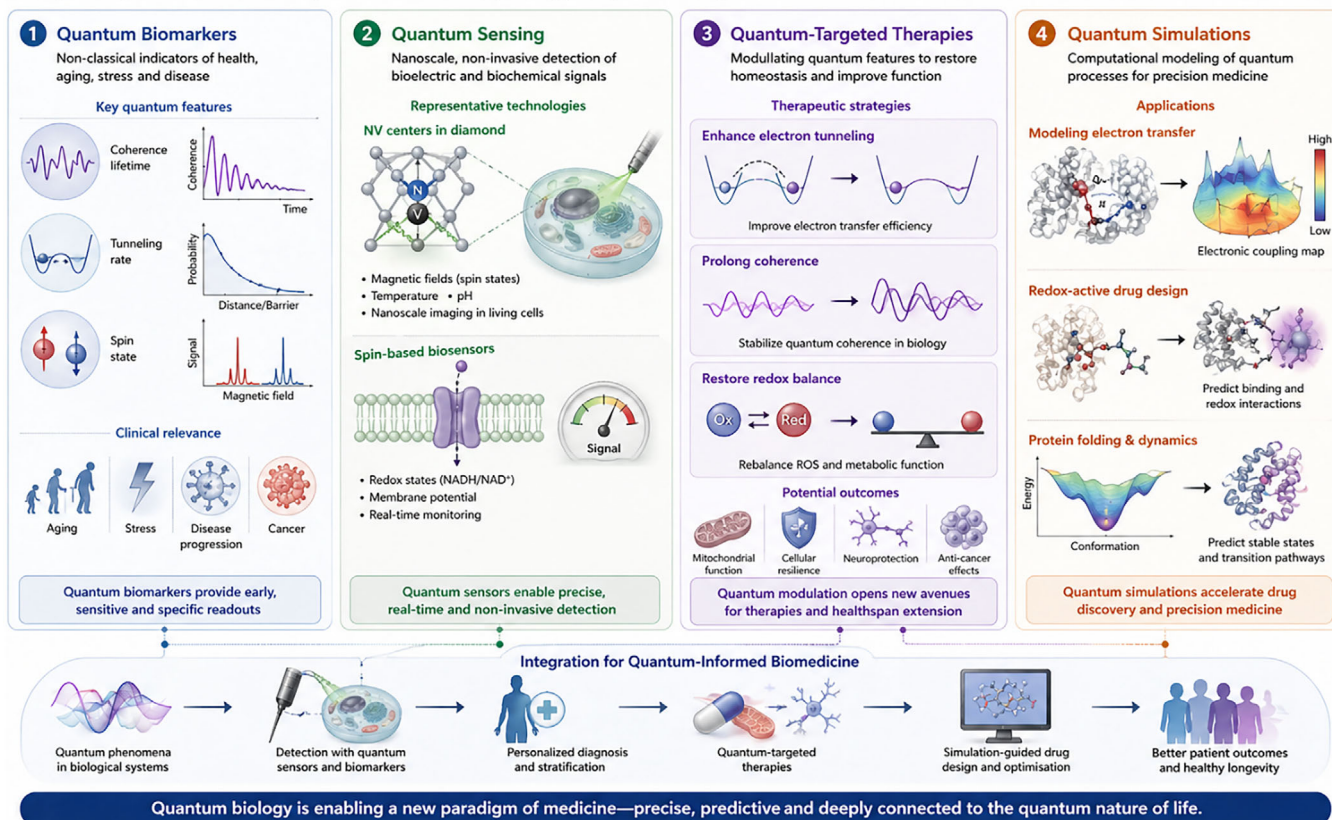 1 Quantum Biomarkers
Non-classical indicators of health,
aging, stress and disease
Key quantum features
Coherence
lifetime
Coherence
Time
Tunneling
rate
Probability
Distance/Barrier
Spin
state
Signal
Magnetic field
Clinical relevance
Aging
Stress
Disease
progression
Cancer
Quantum biomarkers provide early,
sensitive and specific readouts
2 Quantum Sensing
Nanoscale, non-invasive detection of
bioelectric and biochemical signals
Representative technologies
NV centers in diamond
N
V
• Magnetic fields (spin states)
• Temperature • pH
• Nanoscale imaging in living cells
Spin-based biosensors
Signal
• Redox states (NADH/NAD⁺)
• Membrane potential
• Real-time monitoring
Quantum sensors enable precise,
real-time and non-invasive detection
3 Quantum-Targeted Therapies
Modullating quantum features to restore
homeostasis and improve function
Therapeutic strategies
Enhance electron tunneling
Improve electron transfer efficiency
Prolong coherence
Stabilize quantum coherence in biology
Restore redox balance
Ox
Red
Rebalance ROS and metabolic function
Potential outcomes
Mitochondrial
function
Cellular
resilience
Neuroprotection
Anti-cancer
effects
Quantum modulation opens new avenues
for therapies and healthspan extension
4 Quantum Simulations
Computational modeling of quantum
processes for precision medicine
Applications
Modeling electron transfer
High
Low
Electronic coupling map
Redox-active drug design
Predict binding and
redox interactions
Protein folding & dynamics
Energy
Conformation
Predict stable states
and transition pathways
Quantum simulations accelerate drug
discovery and precision medicine
Integration for Quantum-Informed Biomedicine
Quantum phenomena
in biological systems
Detection with quantum
sensors and biomarkers
Personalized diagnosis
and stratification
Quantum-targeted
therapies
Simulation-guided drug
design and optimisation
Better patient outcomes
and healthy longevity
Quantum biology is enabling a new paradigm of medicine—precise, predictive and deeply connected to the quantum nature of life.